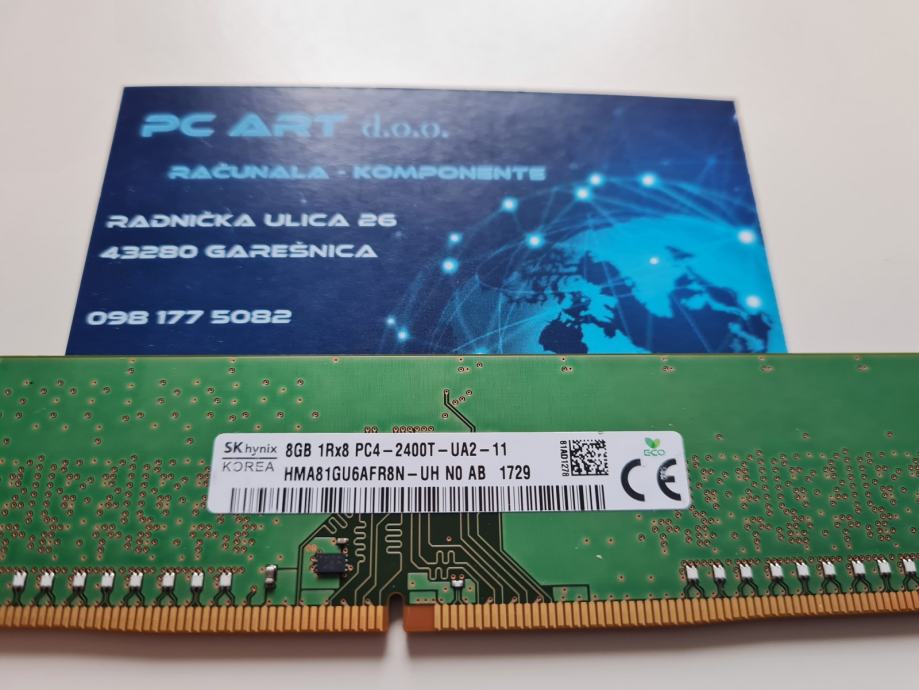 PC ART d.o.o.
RAČUNALA - KOMPONENTE
RADNIČKA ULICA 26
43280 GAREŠNICA
098 177 5082
SK hynix 8GB 1Rx8 PC4-2400T-UA2-11
KOREA HMA81GU6AFR8N-UH N0 AB 1729
81AD01278
ECO
CE